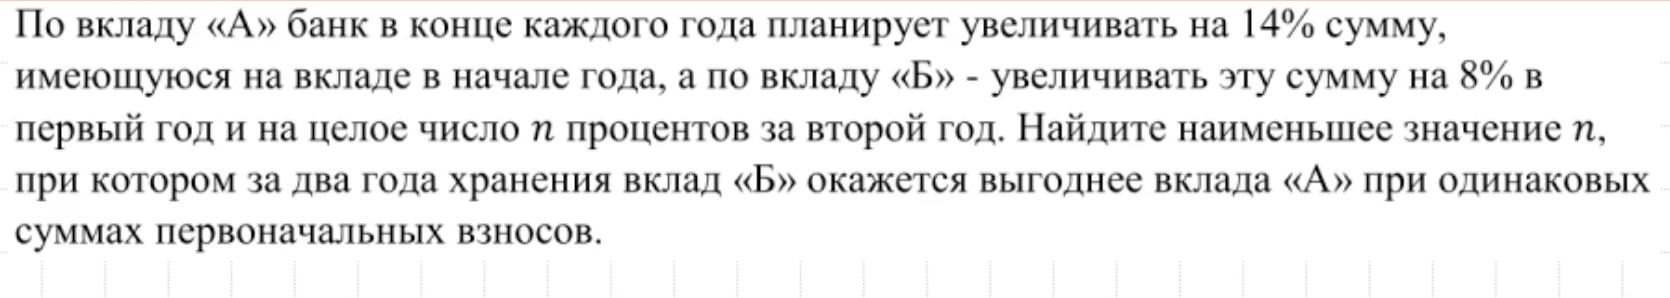 По вкладу «А» банк в конце каждого года планирует увеличивать на 14% сумму,
имеющуюся на вкладе в начале года, а по вкладу «Б» - увеличивать эту сумму на 8% в
первый год и на целое число n процентов за второй год. Найдите наименьшее значение n,
при котором за два года хранения вклад «Б» окажется выгоднее вклада «А» при одинаковых
суммах первоначальных взносов.